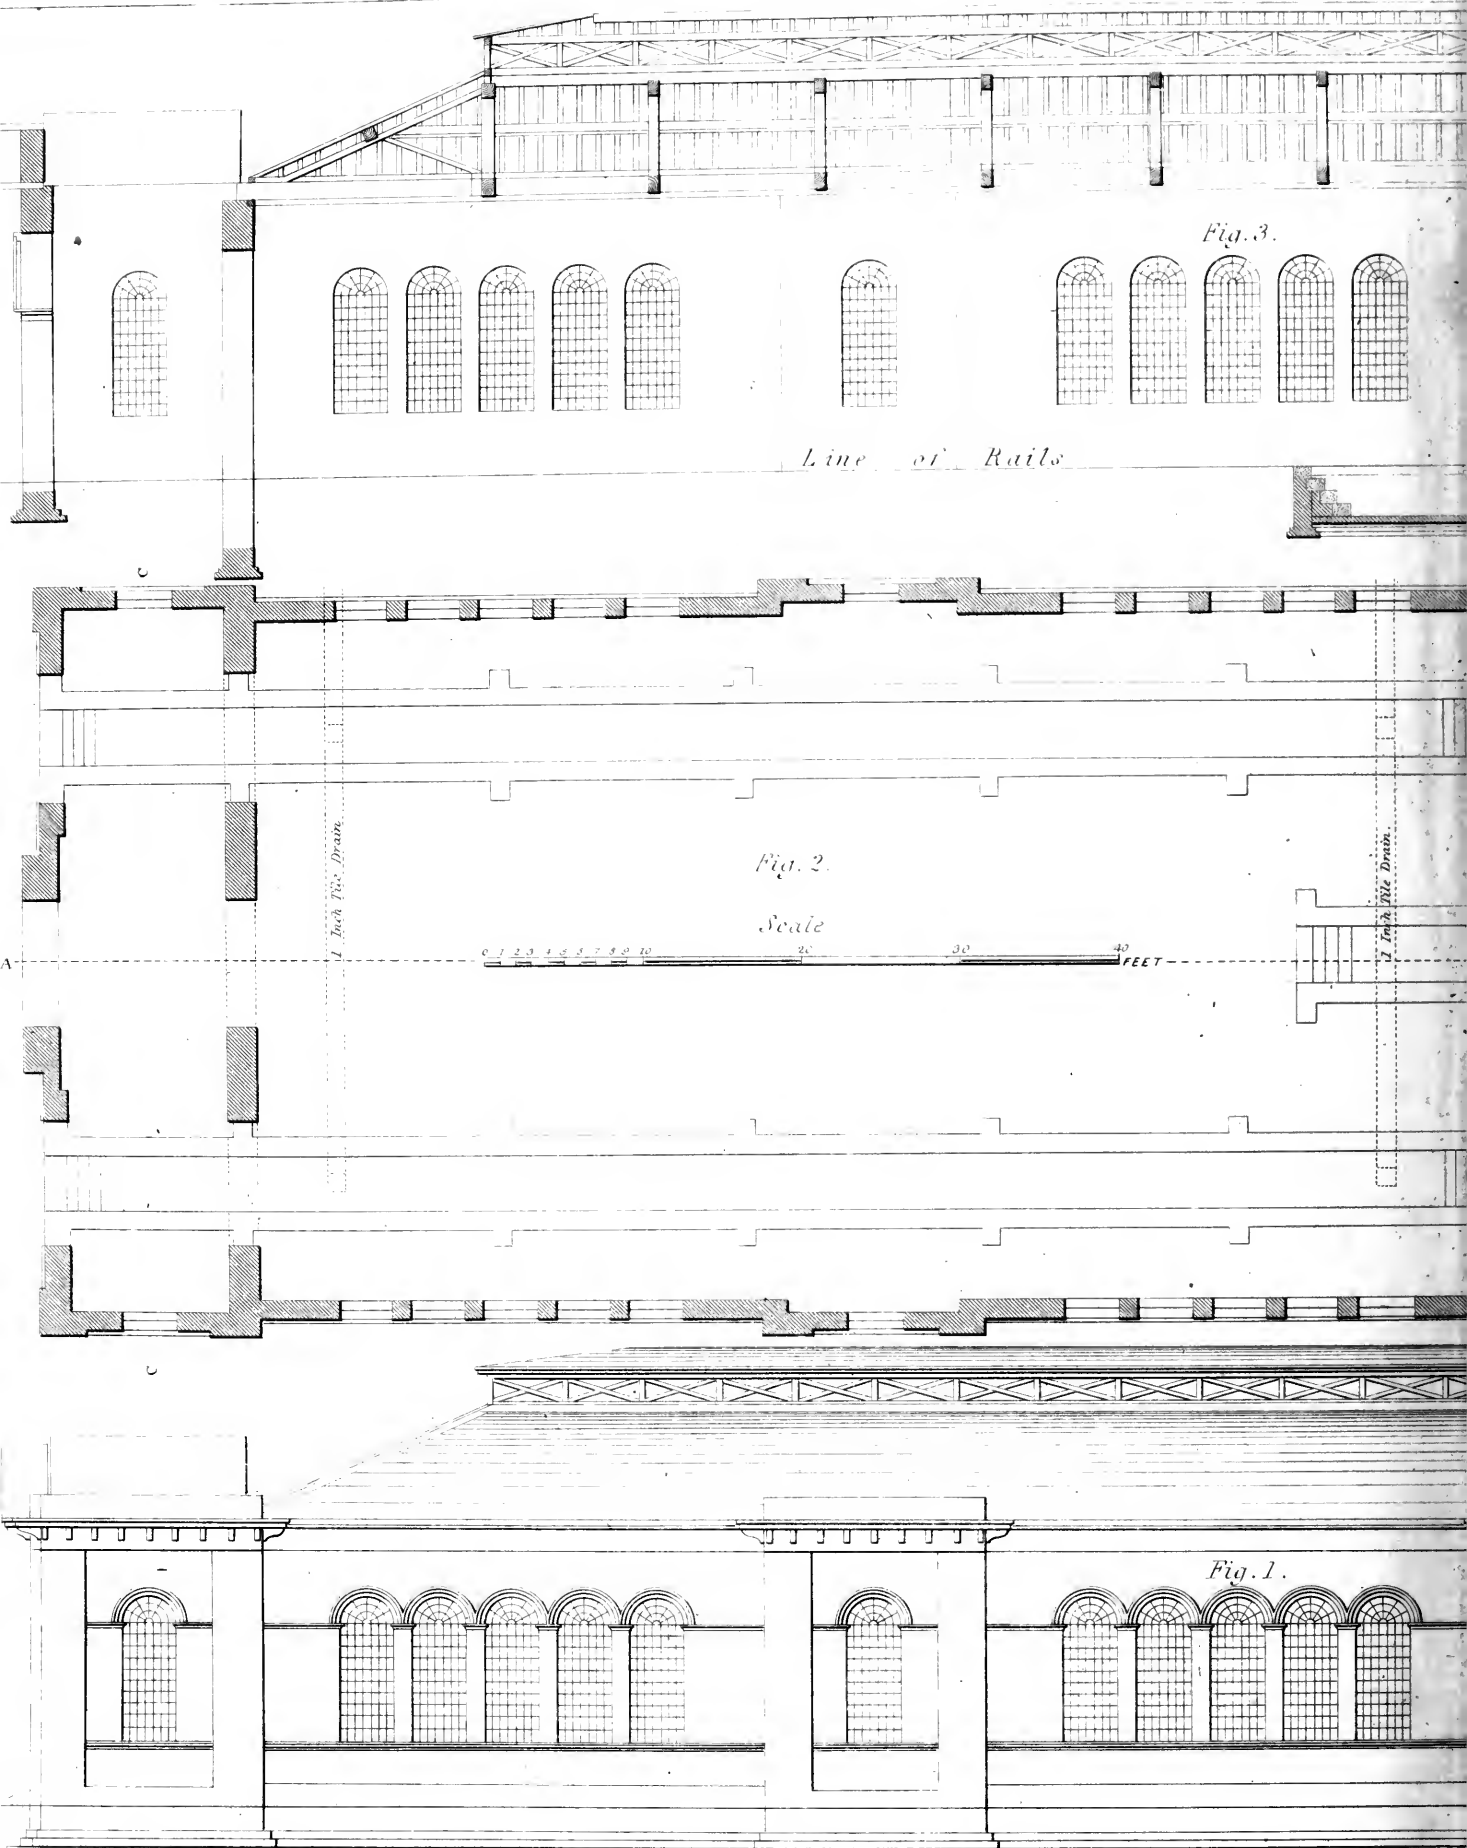 Fig. 3.
Line of Rails
C
1 Inch Tile Drain
1 Inch Tile Drain.
Fig. 2.
Scale
0 1 2 3 4 5 6 7 8 9 10 20 30 40
A
FEET
C
Fig. 1.